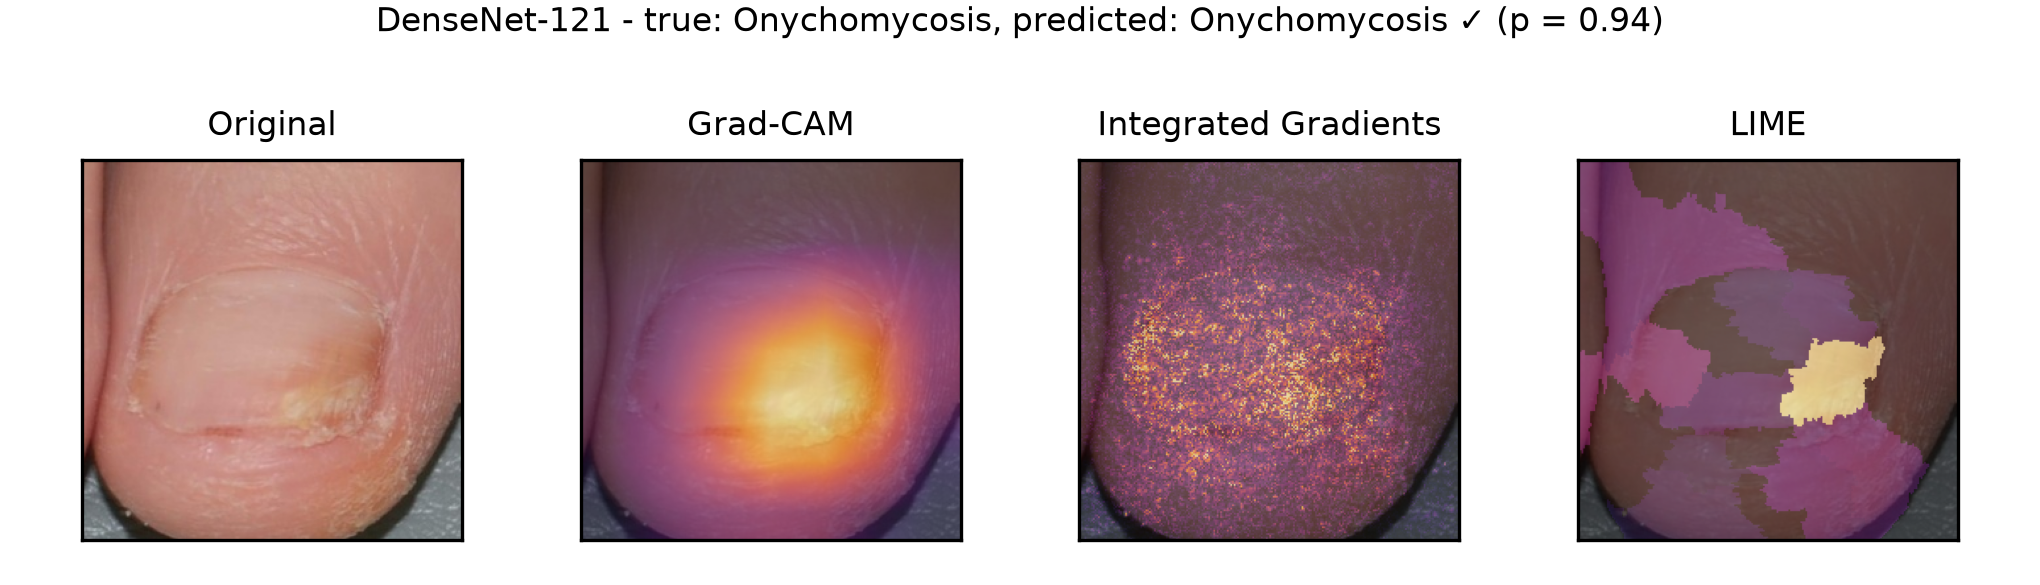 DenseNet-121 - true: Onychomycosis, predicted: Onychomycosis ✓ (p = 0.94)
Original
Grad-CAM
Integrated Gradients
LIME